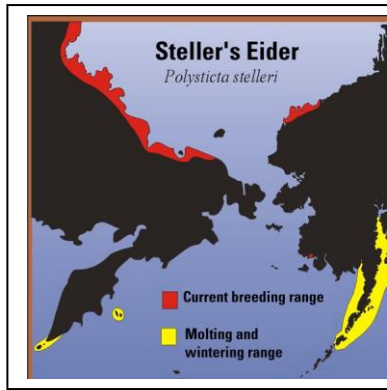 Steller's Eider
Polysticta stelleri
Current breeding range
Molting and
wintering range